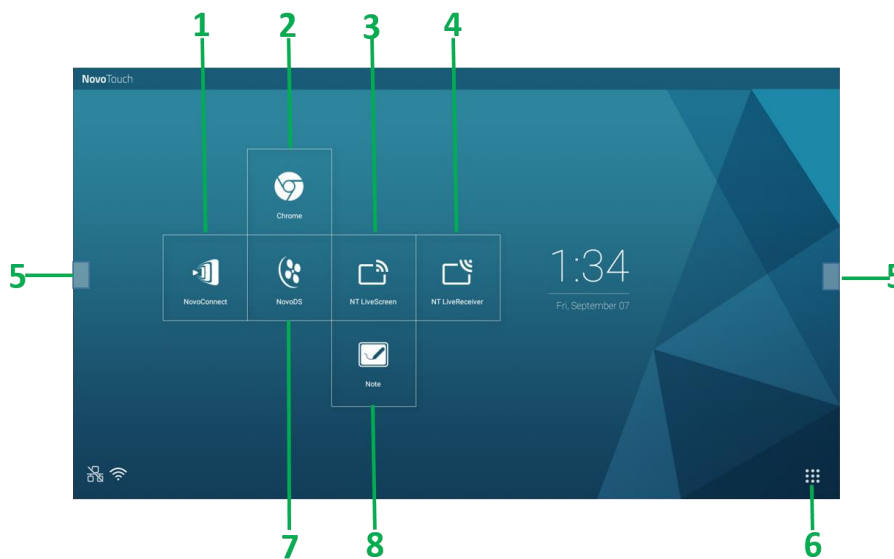 1 2 3 4
NovoTouch
Chrome
5 5
NovoConnect NovoDS NT LiveScreen NT LiveReceiver
1:34
Fri, September 07
Note
7 8 6